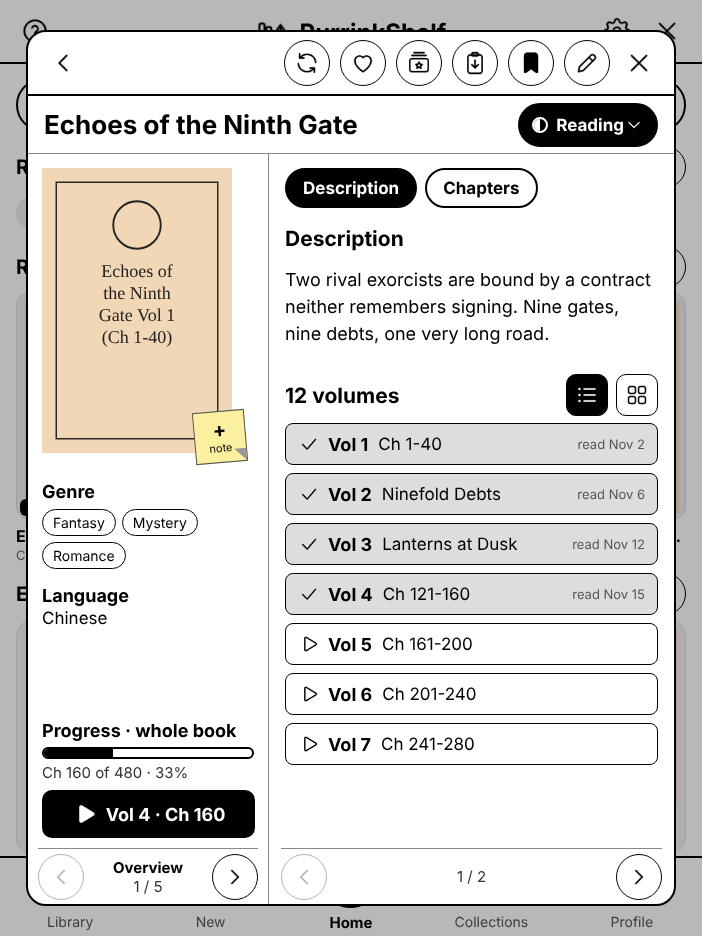 PurrinkShelf
Echoes of the Ninth Gate
Reading
Echoes of
the Ninth
Gate Vol 1
(Ch 1-40)
+
note
Genre
Fantasy
Mystery
Romance
Language
Chinese
Progress · whole book
Ch 160 of 480 · 33%
Vol 4 · Ch 160
Overview
1 / 5
Description
Chapters
Description
Two rival exorcists are bound by a contract
neither remembers signing. Nine gates,
nine debts, one very long road.
12 volumes
Vol 1 Ch 1-40 read Nov 2
Vol 2 Ninefold Debts read Nov 6
Vol 3 Lanterns at Dusk read Nov 12
Vol 4 Ch 121-160 read Nov 15
Vol 5 Ch 161-200
Vol 6 Ch 201-240
Vol 7 Ch 241-280
1 / 2
Library
New
Home
Collections
Profile